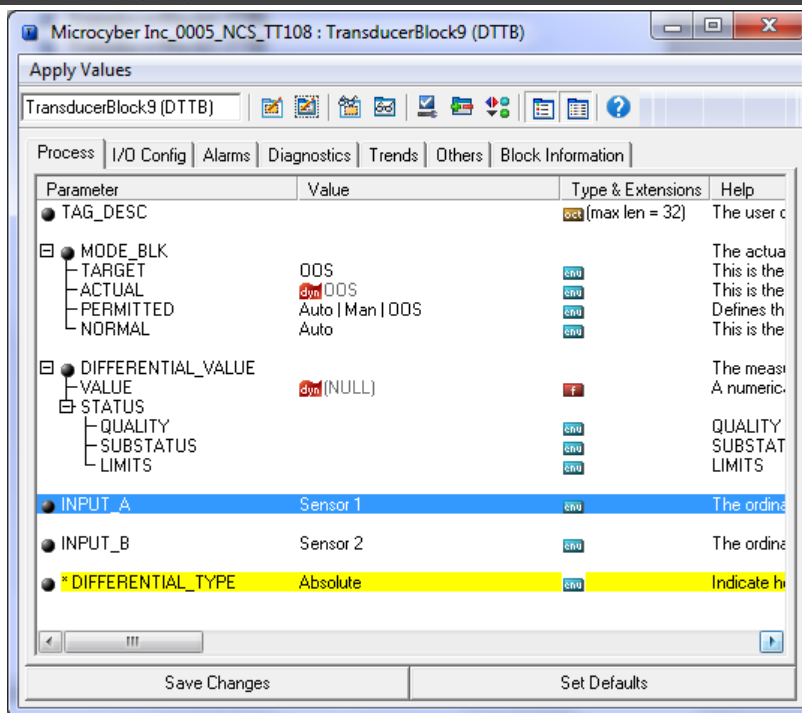 Microcyber Inc_0005_NCS_TT108 : TransducerBlock9 (DTTB)
Apply Values
TransducerBlock9 (DTTB)
Process I/O Config Alarms Diagnostics Trends Others Block Information
Parameter Value Type & Extensions Help
TAG_DESC oct (max len = 32) The user
MODE_BLK The actua
TARGET OOS enu This is the
ACTUAL dyn OOS enu This is the
PERMITTED Auto | Man | OOS enu Defines th
NORMAL Auto enu This is the
DIFFERENTIAL_VALUE The meas
VALUE dyn (NULL) f A numeric
STATUS
QUALITY enu QUALITY
SUBSTATUS enu SUBSTAT
LIMITS enu LIMITS
INPUT_A Sensor 1 enu The ordina
INPUT_B Sensor 2 enu The ordina
* DIFFERENTIAL_TYPE Absolute enu Indicate h
Save Changes Set Defaults